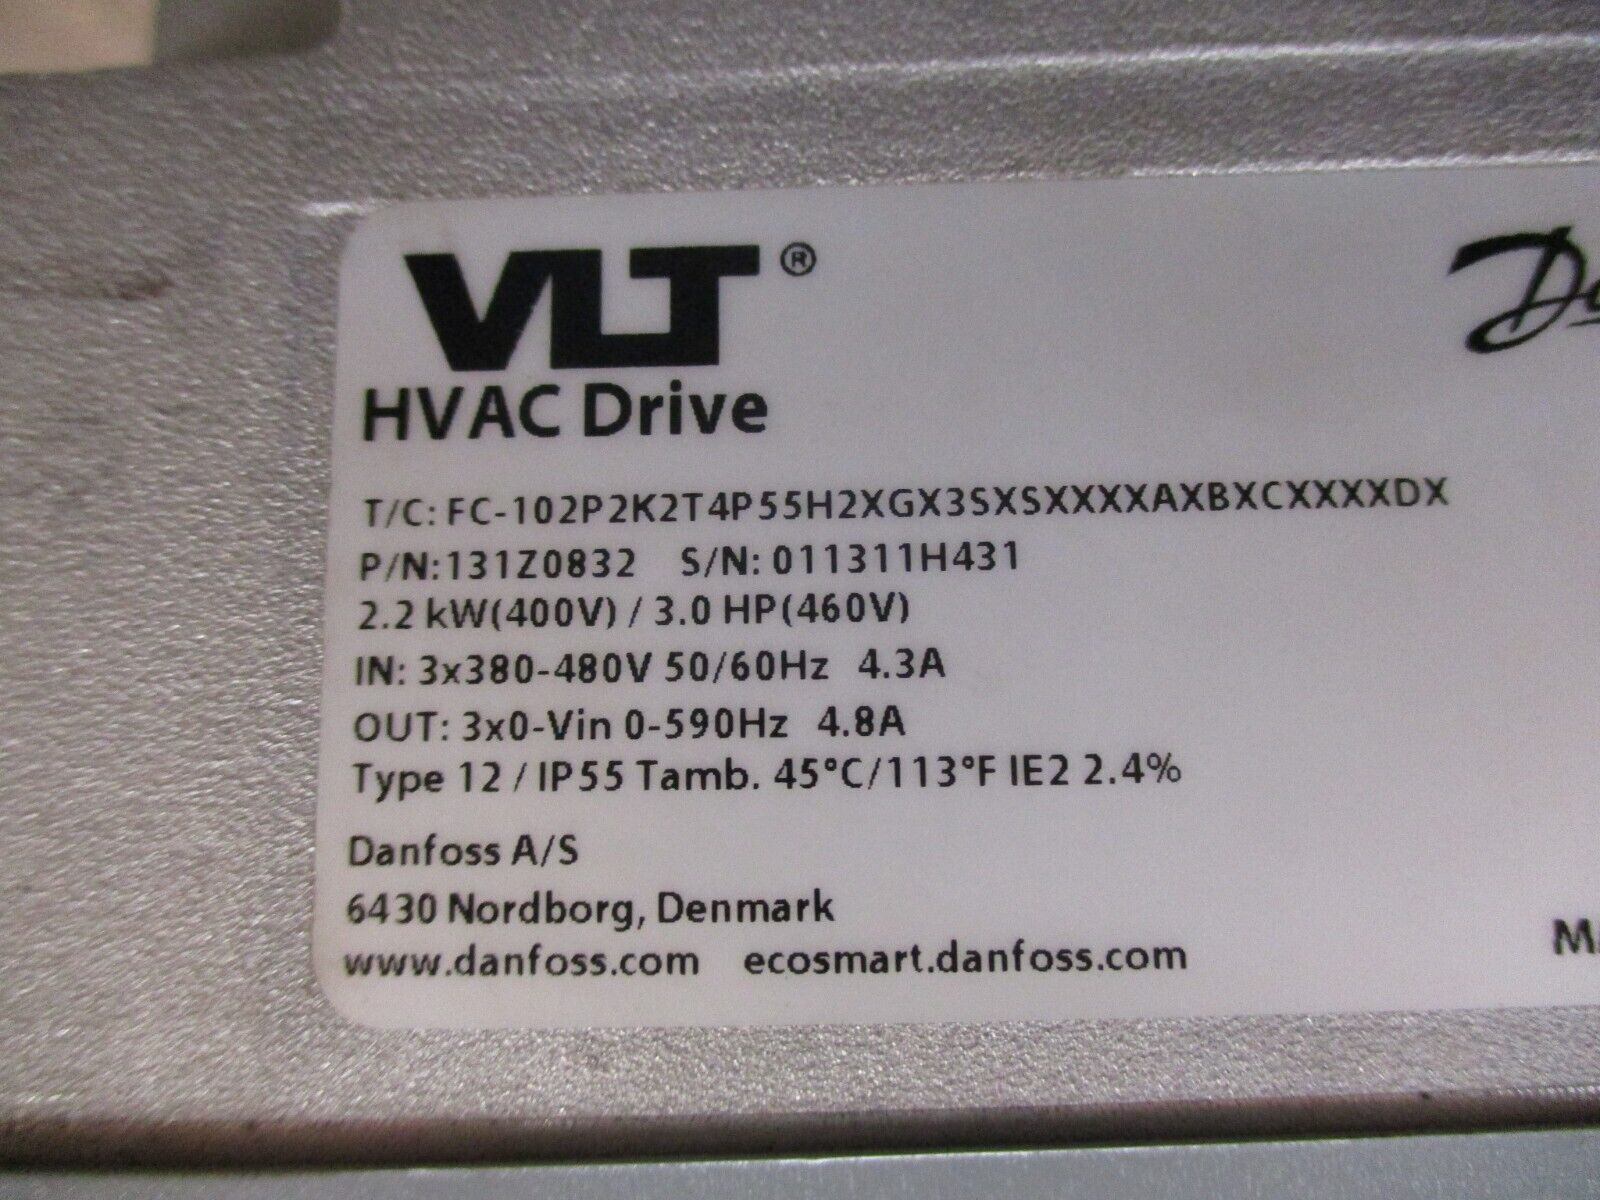 VLT®
HVAC Drive
T/C: FC-102P2K2T4P55H2XGX3SXSXXXXAXBXCXXXXDX
P/N:131Z0832 S/N: 011311H431
2.2 kW(400V) / 3.0 HP(460V)
IN: 3x380-480V 50/60Hz 4.3A
OUT: 3x0-Vin 0-590Hz 4.8A
Type 12 / IP55 Tamb. 45°C/113°F IE2 2.4%
Danfoss A/S
6430 Nordborg, Denmark
www.danfoss.com ecosmart.danfoss.com